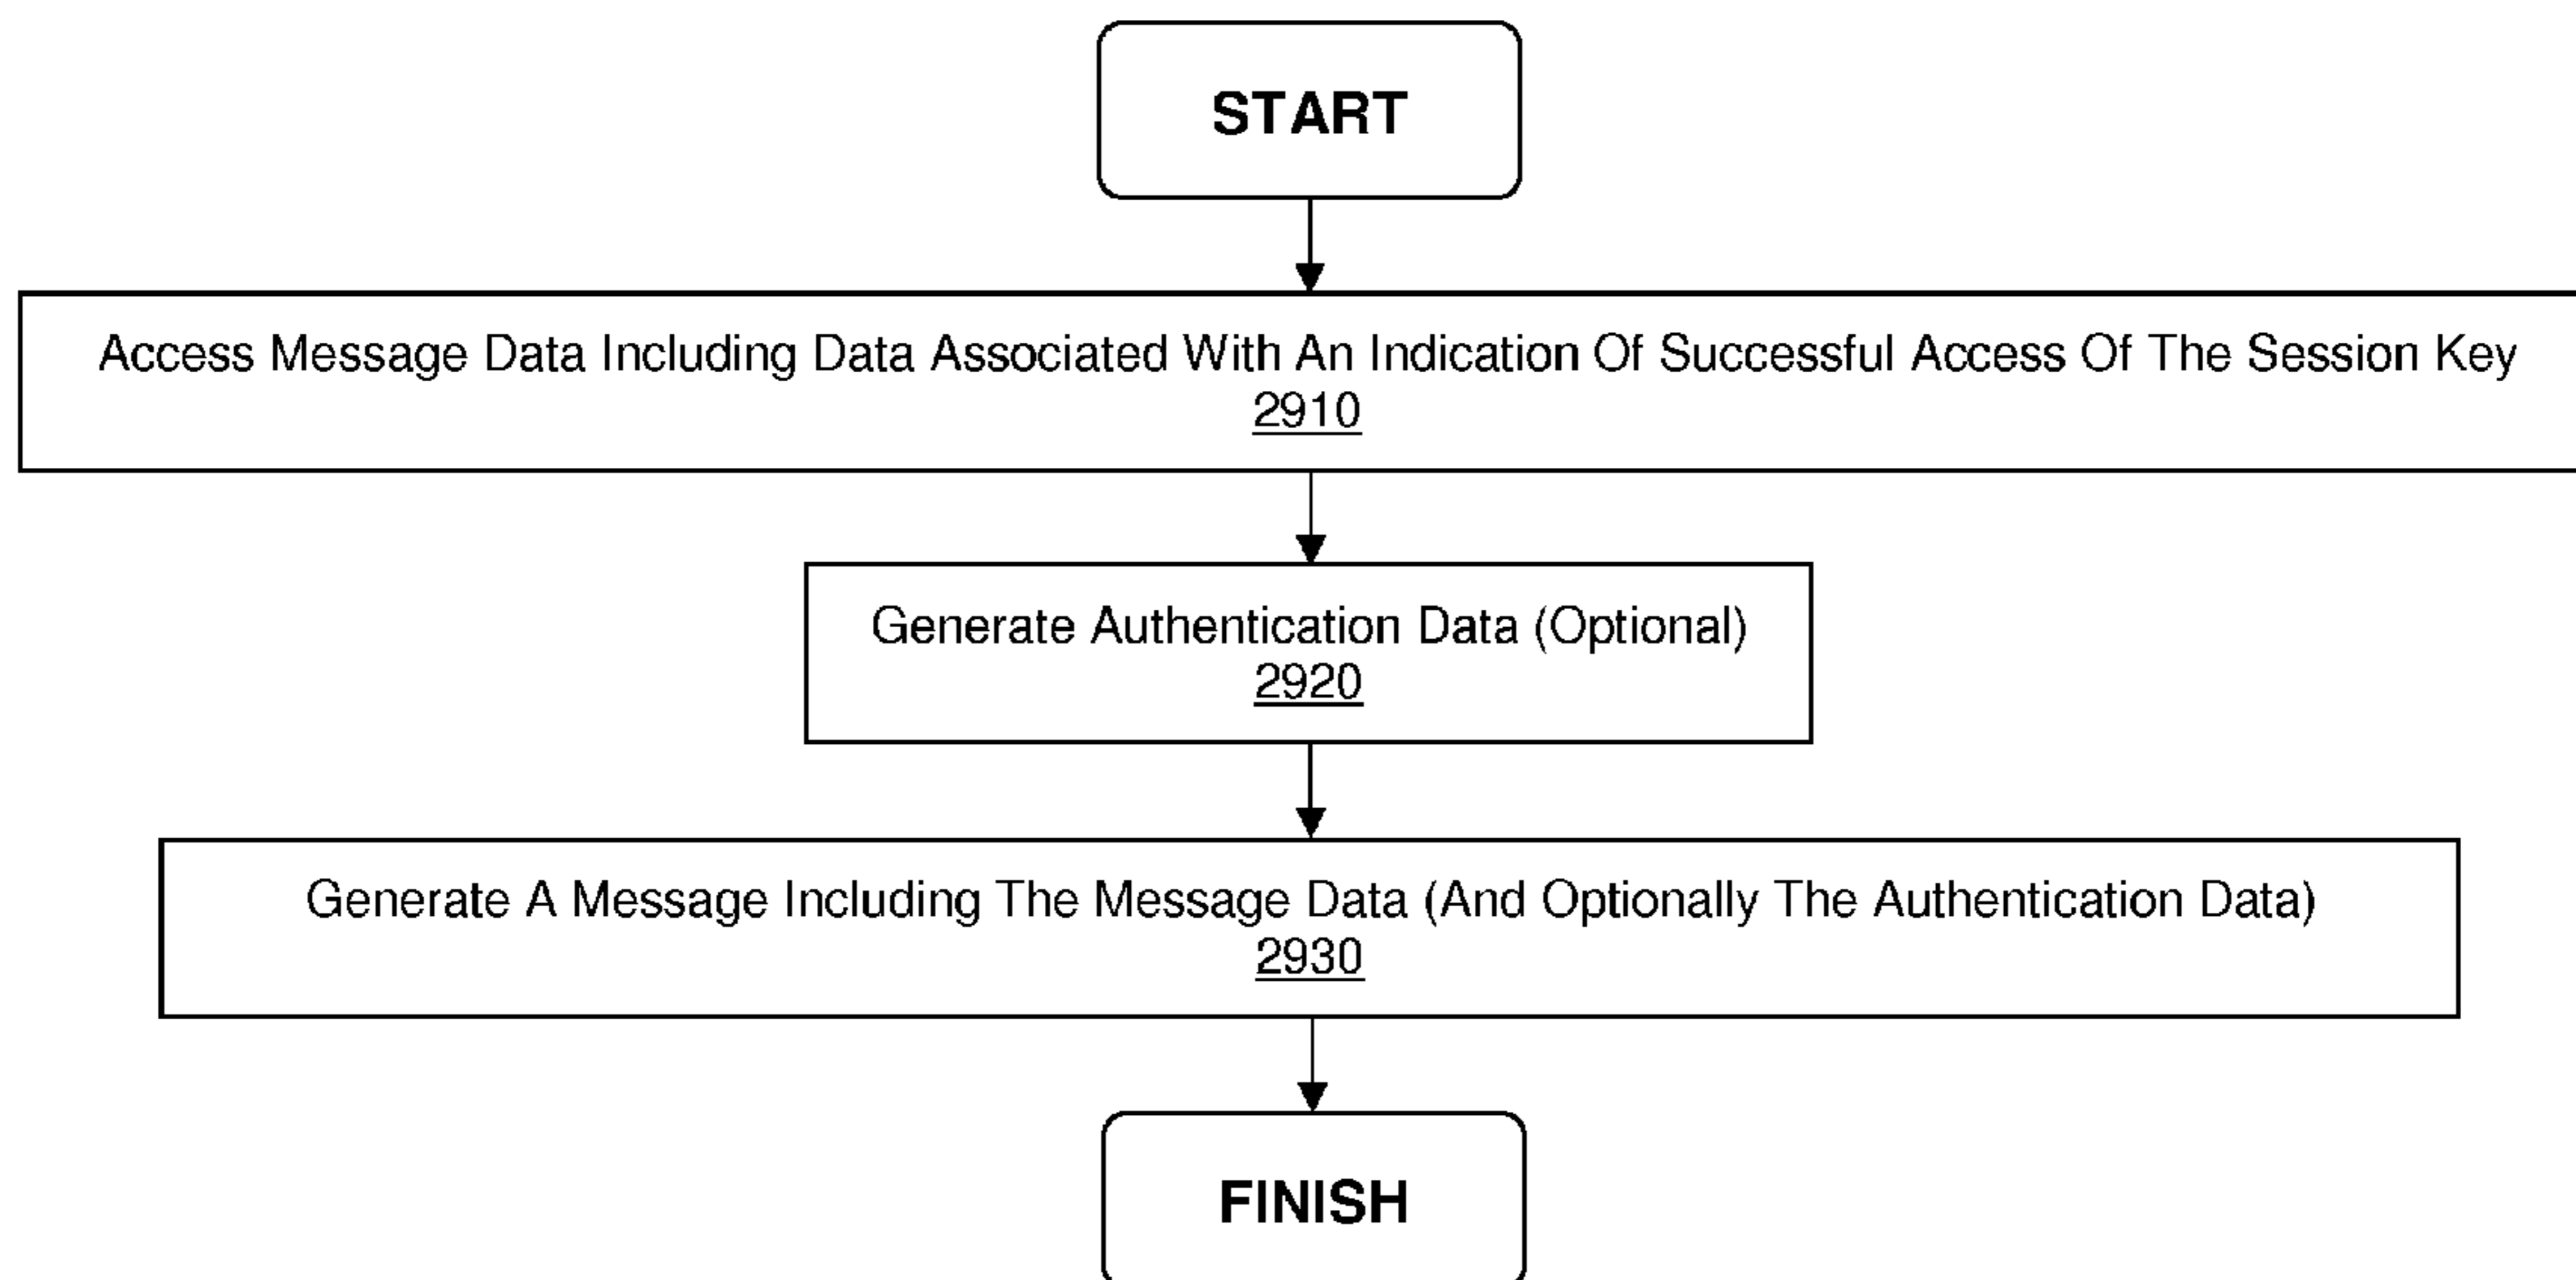 START
Access Message Data Including Data Associated With An Indication Of Successful Access Of The Session Key
2910
Generate Authentication Data (Optional)
2920
Generate A Message Including The Message Data (And Optionally The Authentication Data)
2930
FINISH